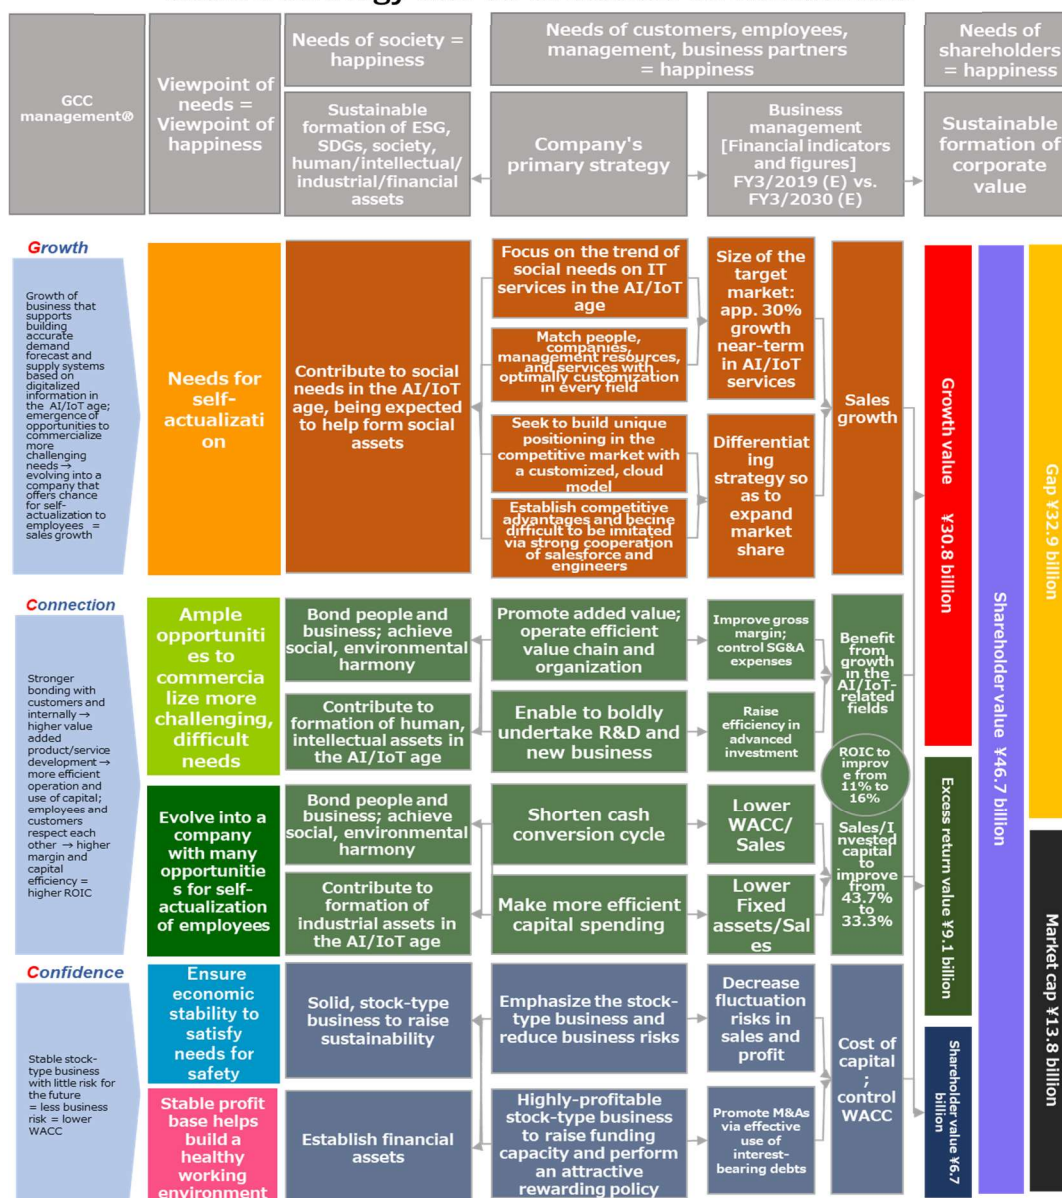 GCC
management®
Viewpoint of
needs =
Viewpoint of
happiness
Needs of society =
happiness
Needs of customers, employees,
management, business partners
= happiness
Needs of
shareholders
= happiness
Sustainable
formation of ESG,
SDGs, society,
human/intellectual/
industrial/financial
assets
Company's
primary strategy
Business
management
[Financial indicators
and figures]
FY3/2019 (E) vs.
FY3/2030 (E)
Sustainable
formation of
corporate
value
Growth
Growth of
business that
supports
building
accurate
demand
forecast and
supply systems
based on
digitalized
information in
the AI/IoT age;
emergence of
opportunities to
commercialize
more
challenging
needs →
evolving into a
company that
offers chance
for self-
actualization to
employees =
sales growth
Needs for
self-
actualizati
on
Contribute to social
needs in the AI/IoT
age, being expected
to help form social
assets
Focus on the trend of
social needs on IT
services in the AI/IoT
age
Match people,
companies,
management resources,
and services with
optimally customization
in every field
Seek to build unique
positioning in the
competitive market with
a customized, cloud
model
Establish competitive
advantages and becine
difficult to be imitated
via strong cooperation
of salesforce and
engineers
Size of the
target
market:
app. 30%
growth
near-term
in AI/IoT
services
Differentiat
ing
strategy so
as to
expand
market
share
Sales
growth
Growth value ¥30.8 billion
Shareholder value ¥46.7 billion
Gap ¥32.9 billion
Connection
Stronger
bonding with
customers and
internally →
higher value
added
product/service
development →
more efficient
operation and
use of capital;
employees and
customers
respect each
other → higher
margin and
capital
efficiency =
higher ROIC
Ample
opportuniti
es to
commercia
lize more
challenging,
difficult
needs
Evolve into a
company
with many
opportunitie
s for self-
actualization
of employees
Bond people and
business; achieve
social, environmental
harmony
Contribute to
formation of human,
intellectual assets in
the AI/IoT age
Bond people and
business; achieve
social, environmental
harmony
Contribute to
formation of
industrial assets in
the AI/IoT age
Promote added value;
operate efficient
value chain and
organization
Enable to boldly
undertake R&D and
new business
Shorten cash
conversion cycle
Make more efficient
capital spending
Improve gross
margin;
control SG&A
expenses
Raise
efficiency in
advanced
investment
Lower
WACC/
Sales
Lower
Fixed
assets/Sal
es
Benefit
from
growth
in the
AI/IoT-
related
fields
ROIC to
improv
e from
11% to
16%
Sales/I
nvested
capital
to
improve
from
43.7%
to
33.3%
Excess return value ¥9.1 billion
Market cap ¥13.8 billion
Confidence
Stable stock-
type business
with little risk for
the future
= less business
risk = lower
WACC
Ensure
economic
stability to
satisfy
needs for
safety
Stable profit
base helps
build a
healthy
working
environment
Solid, stock-type
business to raise
sustainability
Establish financial
assets
Emphasize the stock-
type business and
reduce business risks
Highly-profitable
stock-type business
to raise funding
capacity and perform
an attractive
rewarding policy
Decrease
fluctuation
risks in
sales and
profit
Promote M&As
via effective
use of
interest-
bearing debts
Cost of
capital
;
control
WACC
Shareholder value ¥6.7
billion